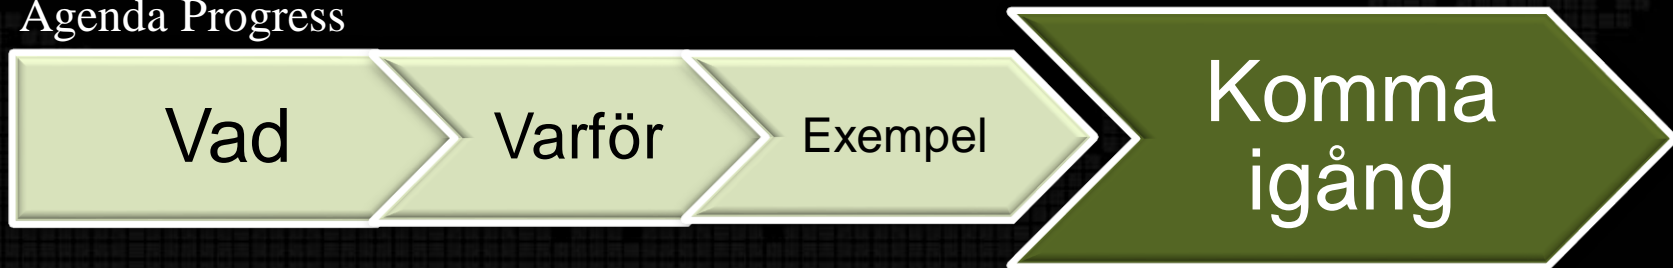 Agenda Progress
Vad
Varför
Exempel
Komma
igång